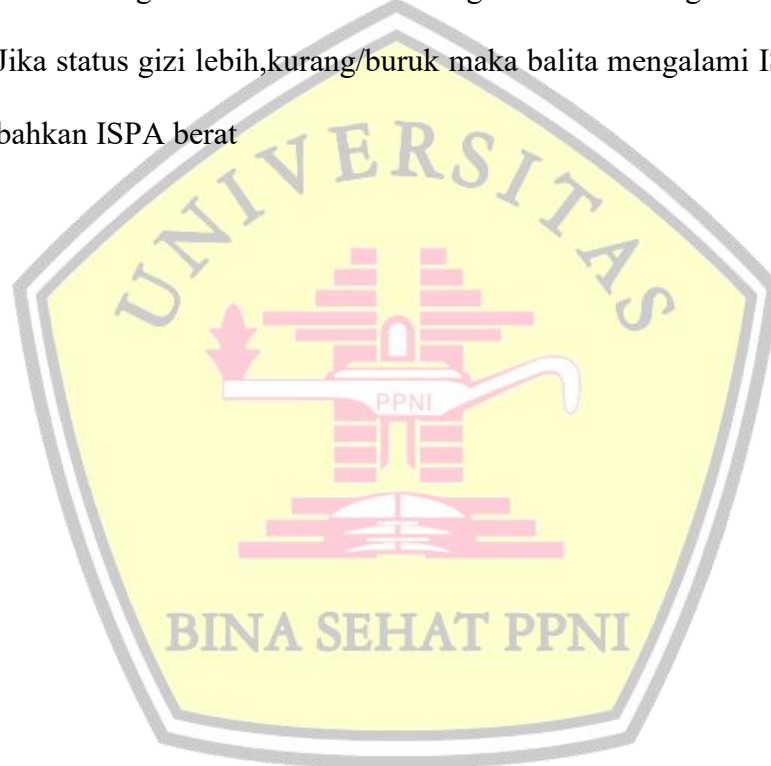 Jika status gizi lebih,kurang/buruk maka balita mengalami
bahkan ISPA berat
UNIVERSITAS
PPNI
BINA SEHAT PPNI